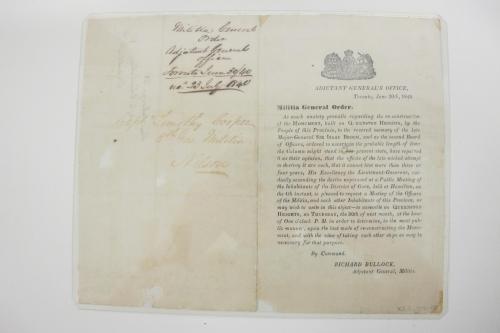 Militia General
Order
Adjutant General's
Office
Toronto June 30/40
22 July 1840
Capt
Militia
Nelson
ADJUTANT GENERAL'S OFFICE,
Toronto, June 30th, 1840.
Militia General Order.
As much anxiety prevails regarding the re-construction
of the MONUMENT, built on QUEENSTON HEIGHTS, by the
People of this Province, to the revered memory of the late
Major-General SIR ISAAC BROCK, and as the second Board
of Officers, ordered to ascertain the probable length of time
the Column might stand in present state, have reported
it as their opinion, that the effects of the late wicked attempt
to destroy it are such, that it cannot last more than three or
four years, His Excellency the Lieutenant-Governor, cor-
dially seconding the desire expressed at a Public Meeting of
the Inhabitants of the District of Gore, held at Hamilton, on
the instant, is pleased to request a Meeting of the Officers
of the Militia, and such other Inhabitants of this Province, as
may wish to unite in this object—to assemble on QUEENSTON
HEIGHTS, on THURSDAY, the 30th of next month, at the hour
of One o'clock P. M. in order to determine, in the most pub-
lic manner, upon the best mode of reconstructing the Monu-
ment, and with the view of taking such other steps as may be
necessary for that purpose.
By Command.
RICHARD BULLOCK,
Adjutant General, Militia.